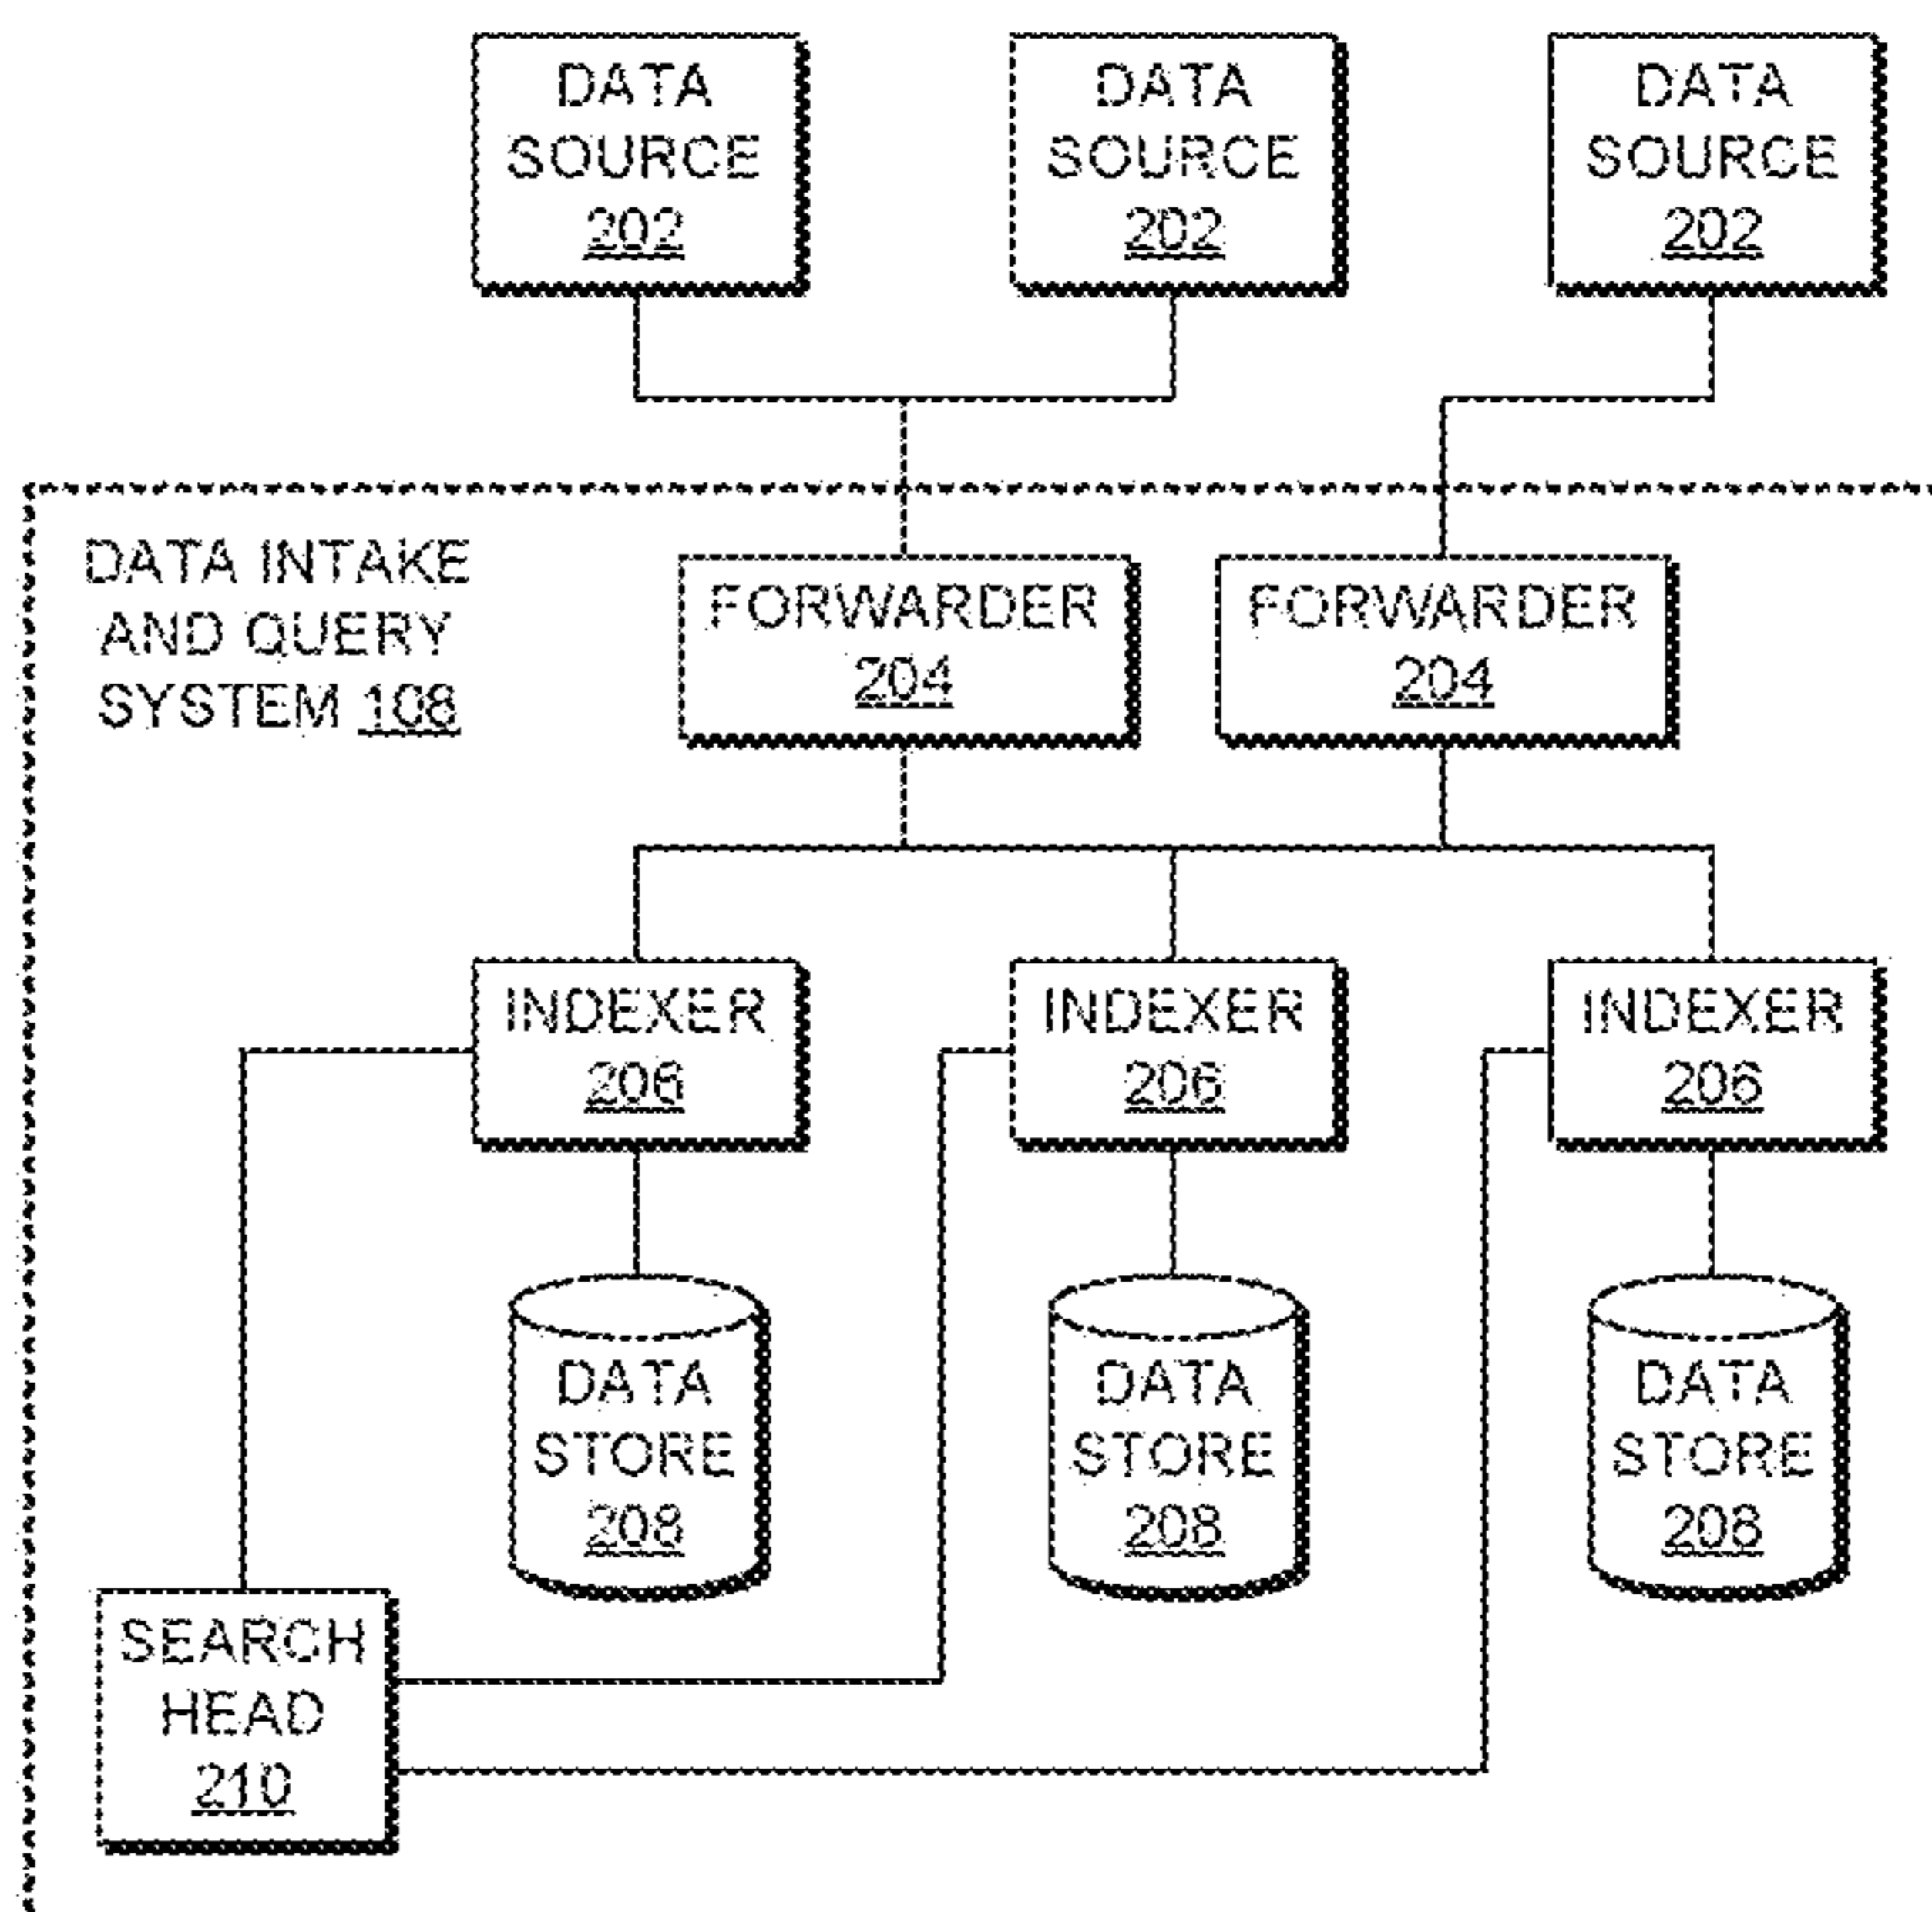 DATA
SOURCE
202
DATA
SOURCE
202
DATA
SOURCE
202
DATA INTAKE
AND QUERY
SYSTEM 108
FORWARDER
204
FORWARDER
204
INDEXER
206
INDEXER
206
INDEXER
206
DATA
STORE
208
DATA
STORE
208
DATA
STORE
208
SEARCH
HEAD
210